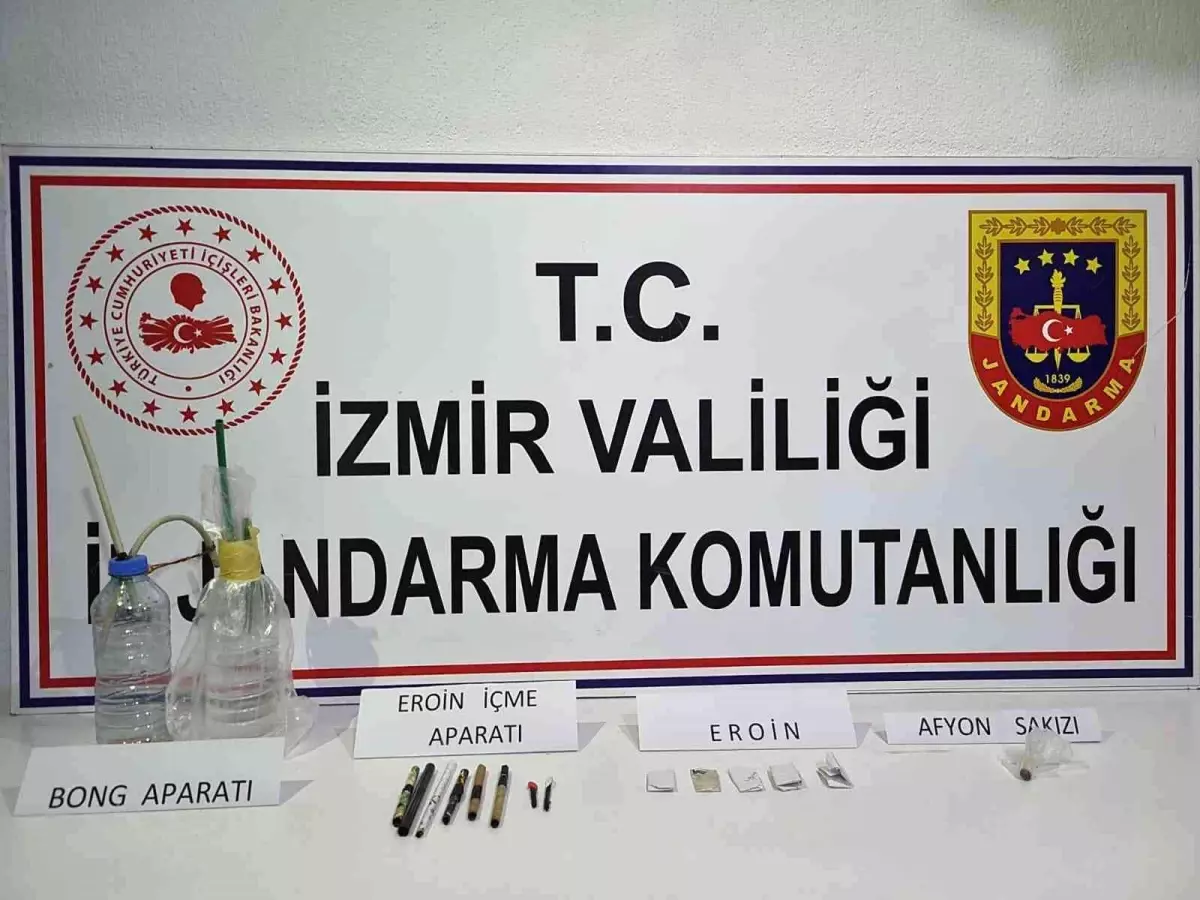 TÜRKİYE CUMHURİYETİ İÇİŞLERİ BAKANLIĞI
T.C.
İZMİR VALİLİĞİ
İL JANDARMA KOMUTANLIĞI
1839
JANDARMA
BONG APARATI
EROİN İÇME
APARATI
EROİN
AFYON SAKIZI